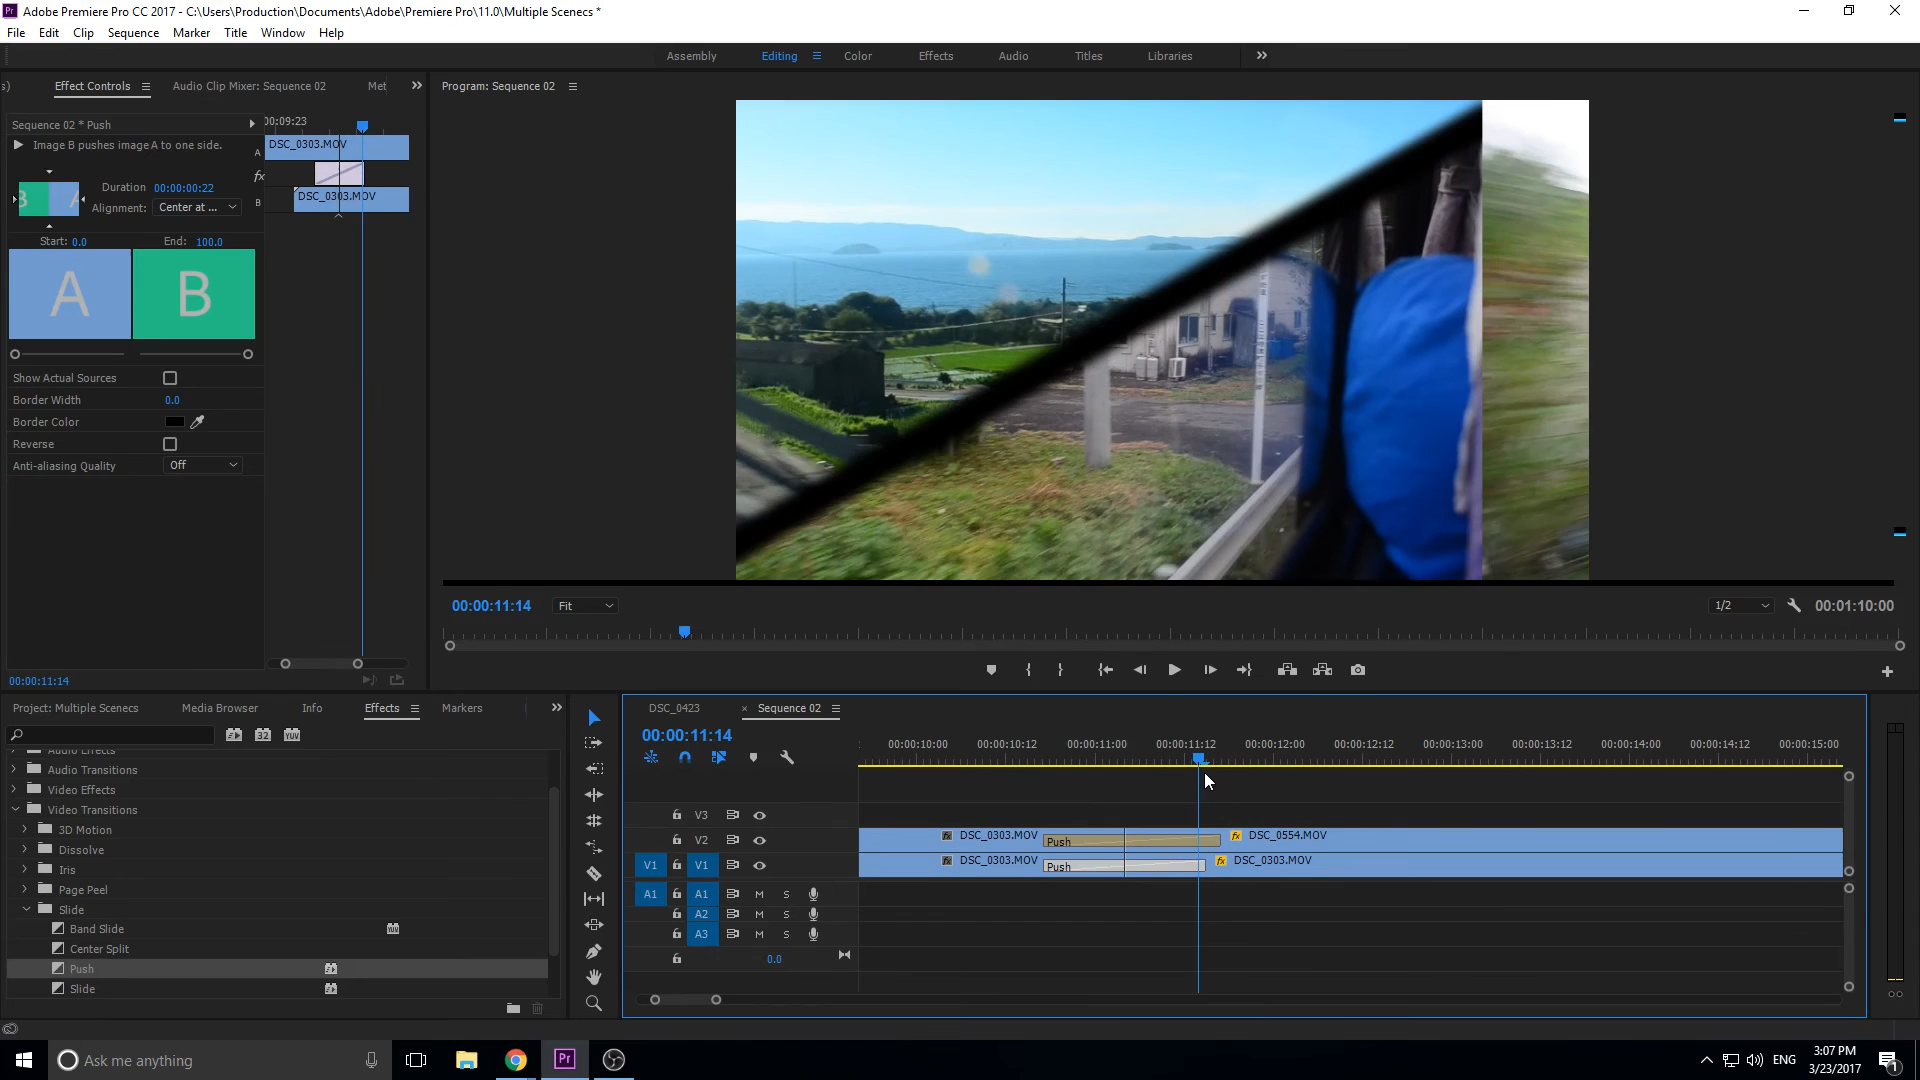 Adobe Premiere Pro CC 2017 - C:\Users\Production\Documents\Adobe\Premiere Pro\11.0\Multiple Scenecs *
File Edit Clip Sequence Marker Title Window Help
Assembly Editing Color Effects Audio Titles Libraries
s) Effect Controls Audio Clip Mixer: Sequence 02 Met
Program: Sequence 02
Sequence 02 * Push
00:09:23
Image B pushes image A to one side.
A DSC_0303.MOV
fx
B DSC_0303.MOV
Duration 00:00:00:22
Alignment: Center at ...
Start: 0.0 End: 100.0
A B
Show Actual Sources
Border Width 0.0
Border Color
Reverse
Anti-aliasing Quality Off
00:00:11:14
00:00:11:14 Fit 1/2 00:01:10:00
Project: Multiple Scenecs Media Browser Info Effects Markers
32 YUV
Audio Effects
Audio Transitions
Video Effects
Video Transitions
3D Motion
Dissolve
Iris
Page Peel
Slide
Band Slide
Center Split
Push
Slide
DSC_0423 × Sequence 02
00:00:11:14
00:00:10:00 00:00:10:12 00:00:11:00 00:00:11:12 00:00:12:00 00:00:12:12 00:00:13:00 00:00:13:12 00:00:14:00 00:00:14:12 00:00:15:00
V3
V2 fx DSC_0303.MOV Push fx DSC_0554.MOV
V1 V1 fx DSC_0303.MOV Push fx DSC_0303.MOV
A1 A1 M S
A2 M S
A3 M S
0.0
Ask me anything
Pr
ENG
3:07 PM
3/23/2017
1